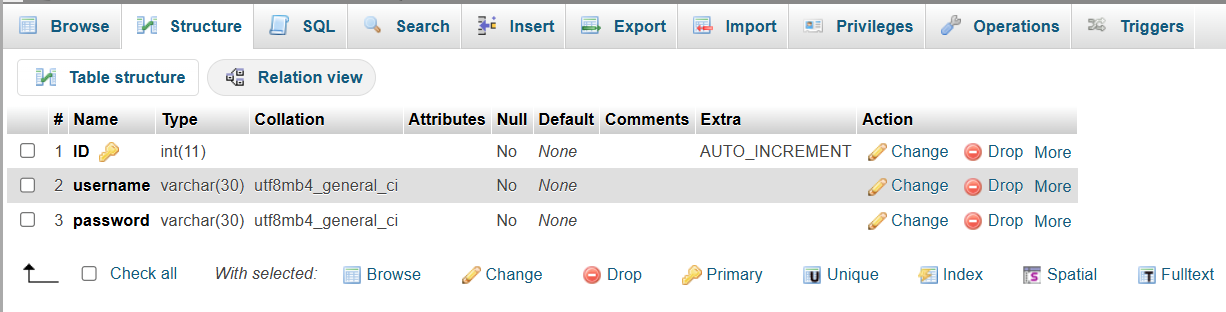 Browse Structure SQL Search Insert Export Import Privileges Operations Triggers
Table structure Relation view
# Name Type Collation Attributes Null Default Comments Extra Action
1 ID int(11) No None AUTO_INCREMENT Change Drop More
2 username varchar(30) utf8mb4_general_ci No None Change Drop More
3 password varchar(30) utf8mb4_general_ci No None Change Drop More
Check all With selected: Browse Change Drop Primary U Unique Index S Spatial T Fulltext